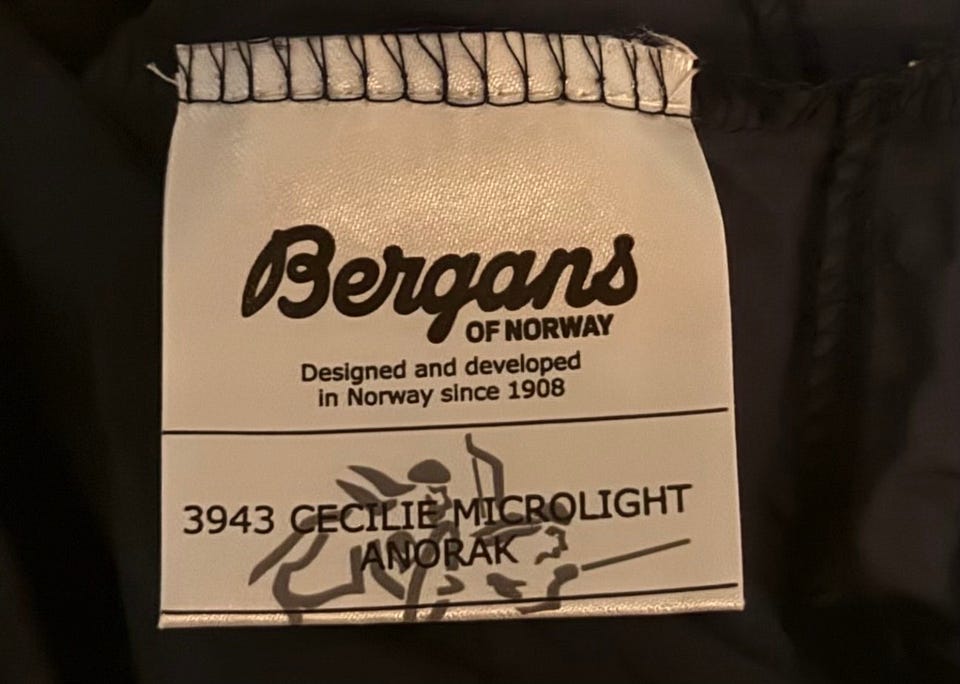 Bergans
OF NORWAY
Designed and developed
in Norway since 1908
3943 CECILIE MICROLIGHT
ANORAK